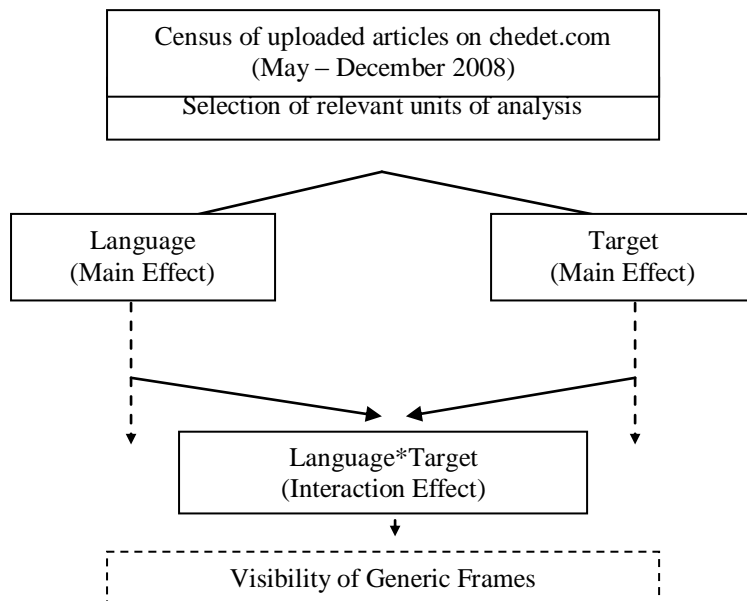 Census of uploaded articles on chedet.com
(May – December 2008)
Selection of relevant units of analysis
Language
(Main Effect)
Target
(Main Effect)
Language*Target
(Interaction Effect)
Visibility of Generic Frames